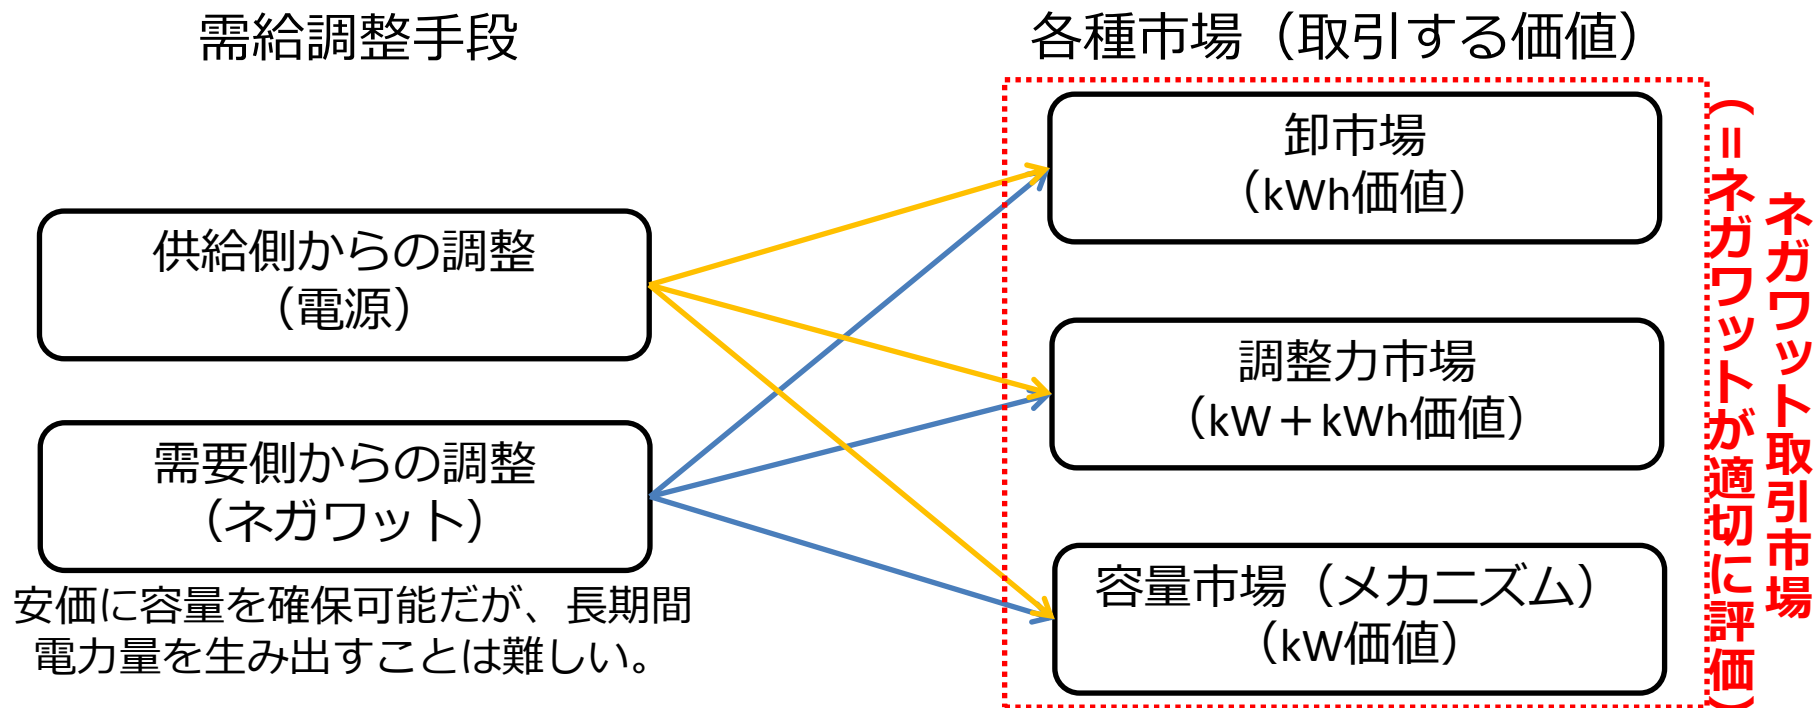 需給調整手段
各種市場（取引する価値）
供給側からの調整
（電源）
需要側からの調整
（ネガワット）
安価に容量を確保可能だが、長期間
電力量を生み出すことは難しい。
卸市場
（kWh価値）
調整力市場
（kW＋kWh価値）
容量市場（メカニズム）
（kW価値）
ネガワット取引市場
（＝ネガワットが適切に評価）